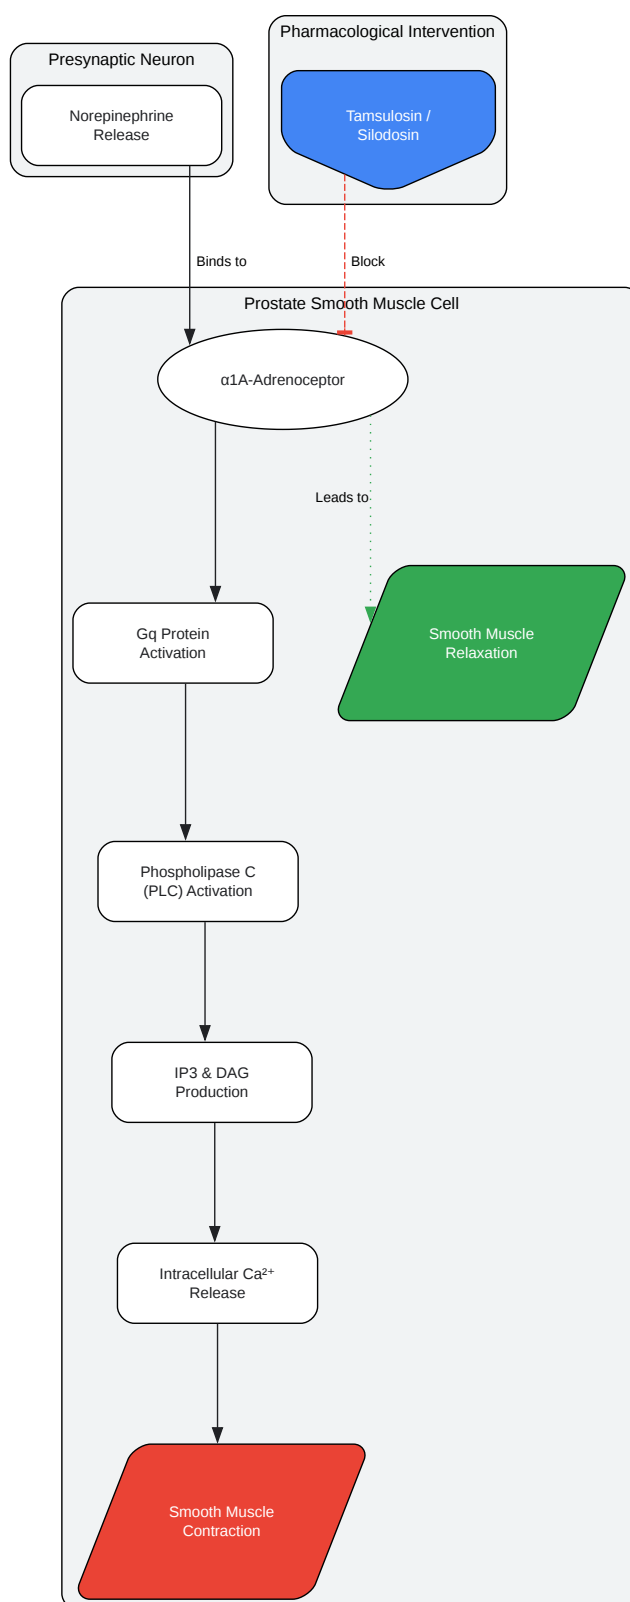 Pharmacological Intervention
Presynaptic Neuron
Norepinephrine
Release
Tamsulosin /
Silodosin
Binds to
Block
Prostate Smooth Muscle Cell
α1A-Adrenoceptor
Leads to
Gq Protein
Activation
Smooth Muscle
Relaxation
Phospholipase C
(PLC) Activation
IP3 & DAG
Production
Intracellular Ca²⁺
Release
Smooth Muscle
Contraction